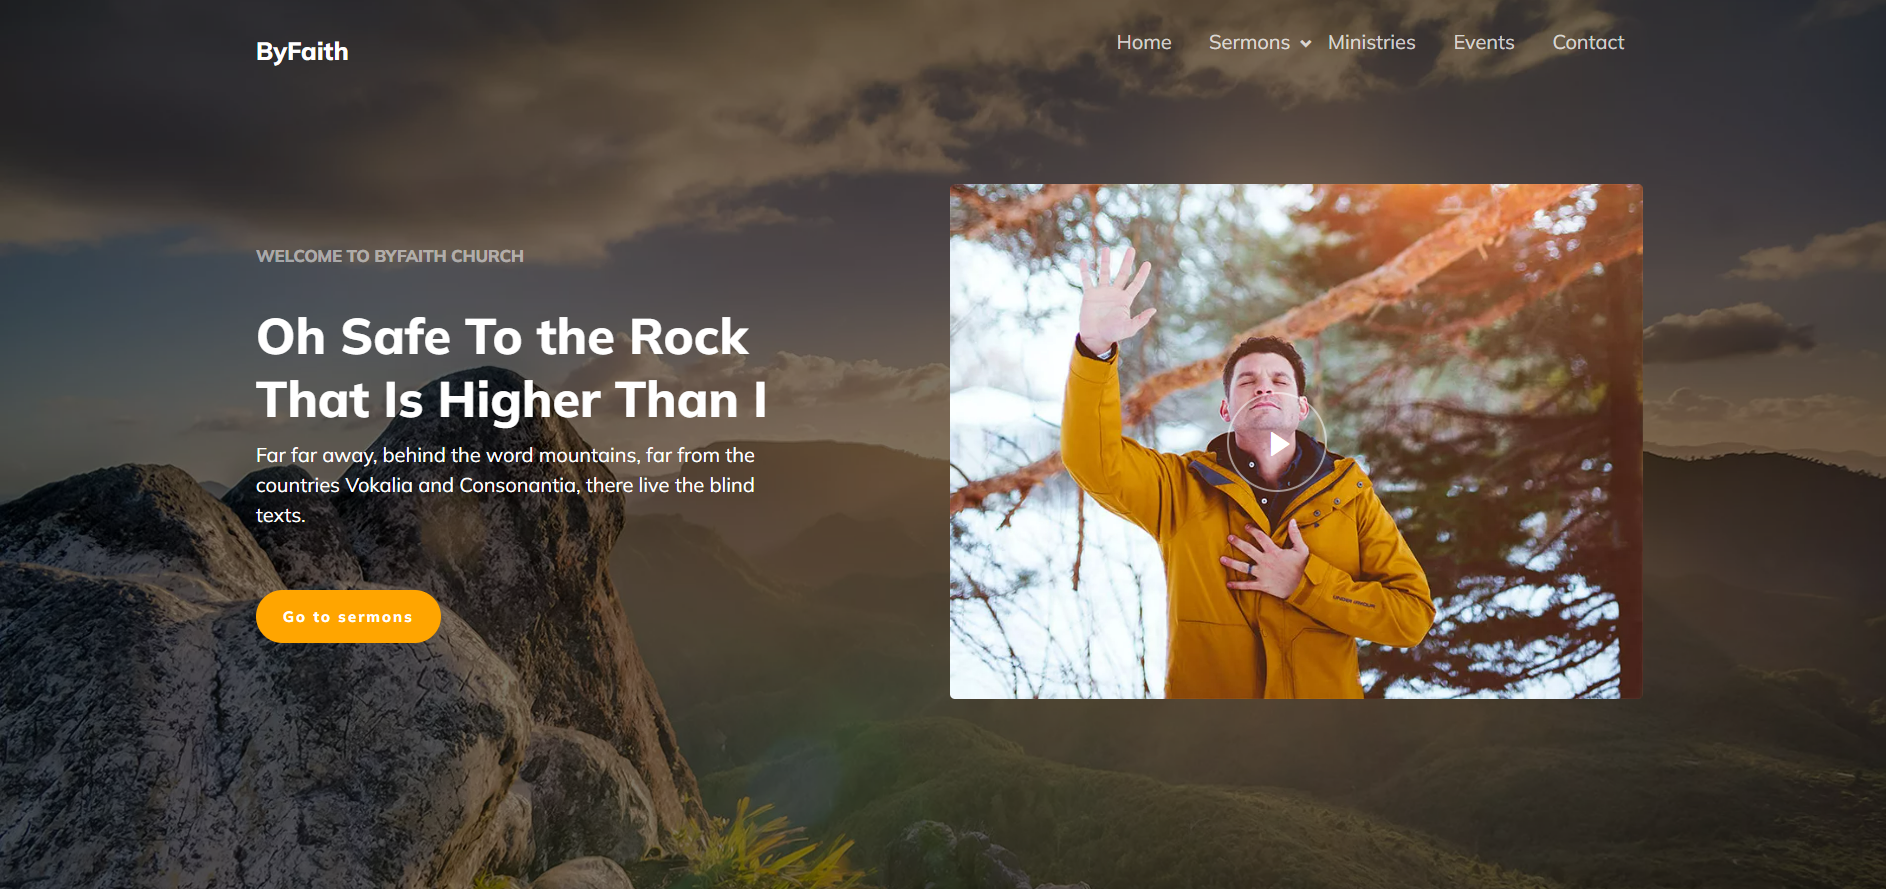 ByFaith
Home Sermons Ministries Events Contact
WELCOME TO BYFAITH CHURCH
Oh Safe To the Rock
That Is Higher Than I
Far far away, behind the word mountains, far from the
countries Vokalia and Consonantia, there live the blind
texts.
Go to sermons
UNDER ARMOUR